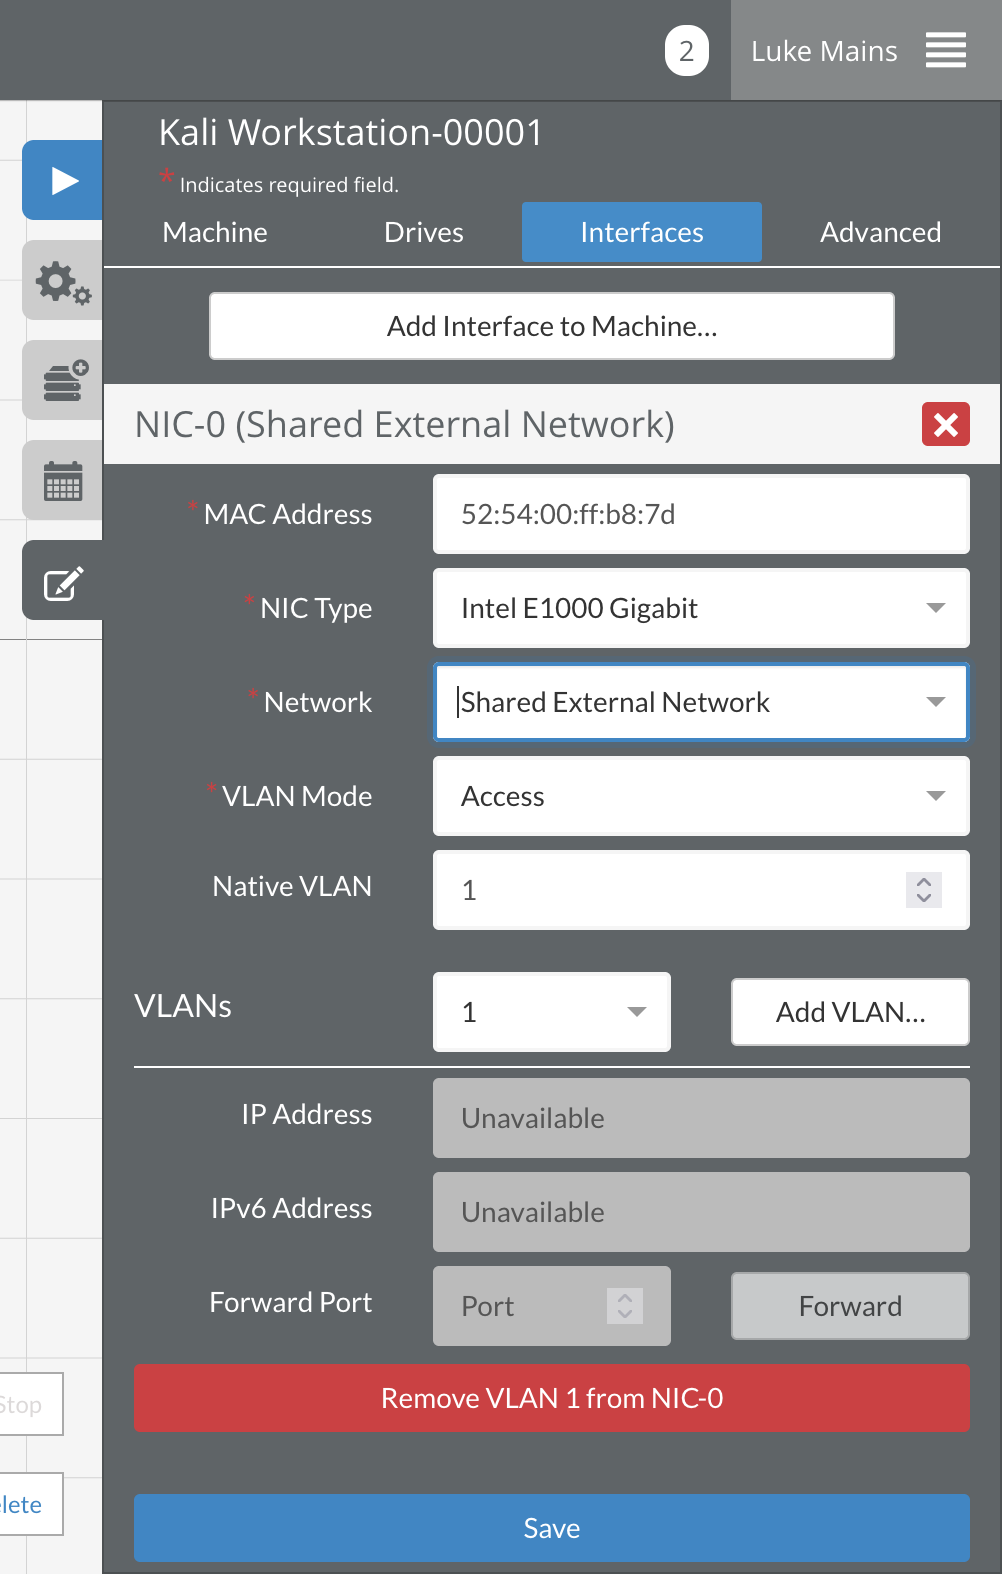 2
Luke Mains
Kali Workstation-00001
* Indicates required field.
Machine Drives Interfaces Advanced
Add Interface to Machine...
NIC-0 (Shared External Network)
* MAC Address 52:54:00:ff:b8:7d
* NIC Type Intel E1000 Gigabit
* Network Shared External Network
* VLAN Mode Access
Native VLAN 1
VLANs 1 Add VLAN...
IP Address Unavailable
IPv6 Address Unavailable
Forward Port Port Forward
Remove VLAN 1 from NIC-0
Stop
elete
Save